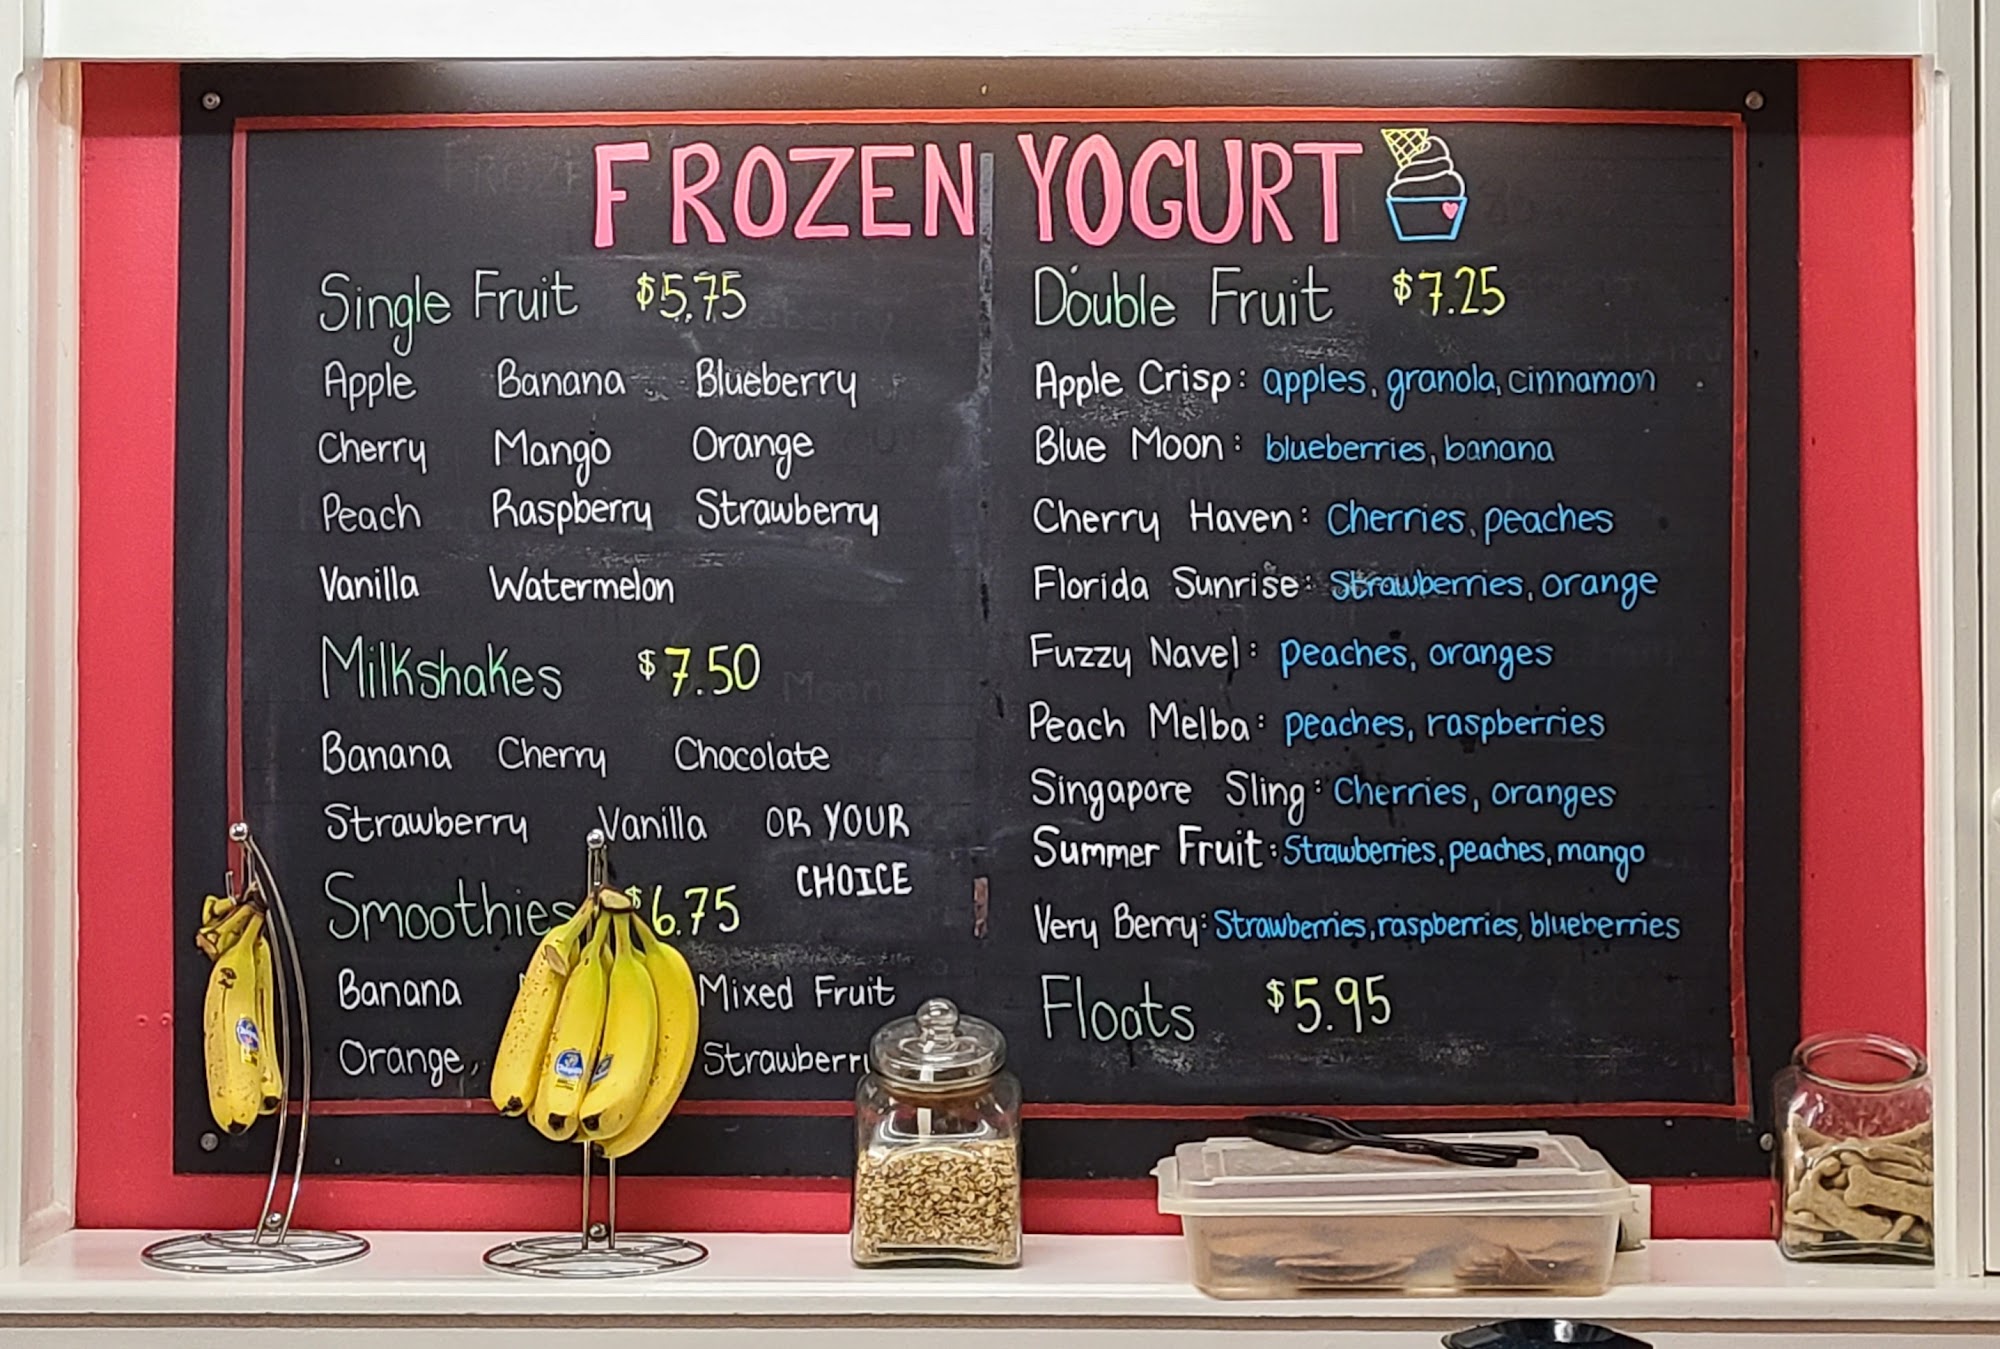 FROZEN YOGURT
Single Fruit $5.75
Apple Banana Blueberry
Cherry Mango Orange
Peach Raspberry Strawberry
Vanilla Watermelon
Milkshakes $7.50
Banana Cherry Chocolate
Strawberry Vanilla OR YOUR
CHOICE
Smoothies $6.75
Banana Mixed Fruit
Orange
Double Fruit $7.25
Apple Crisp: apples, granola, cinnamon
Blue Moon: blueberries, banana
Cherry Haven: Cherries, peaches
Florida Sunrise: Strawberries, orange
Fuzzy Navel: peaches, oranges
Peach Melba: peaches, raspberries
Singapore Sling: Cherries, oranges
Summer Fruit: Strawberries, peaches, mango
Very Berry: Strawberries, raspberries, blueberries
Floats $5.95